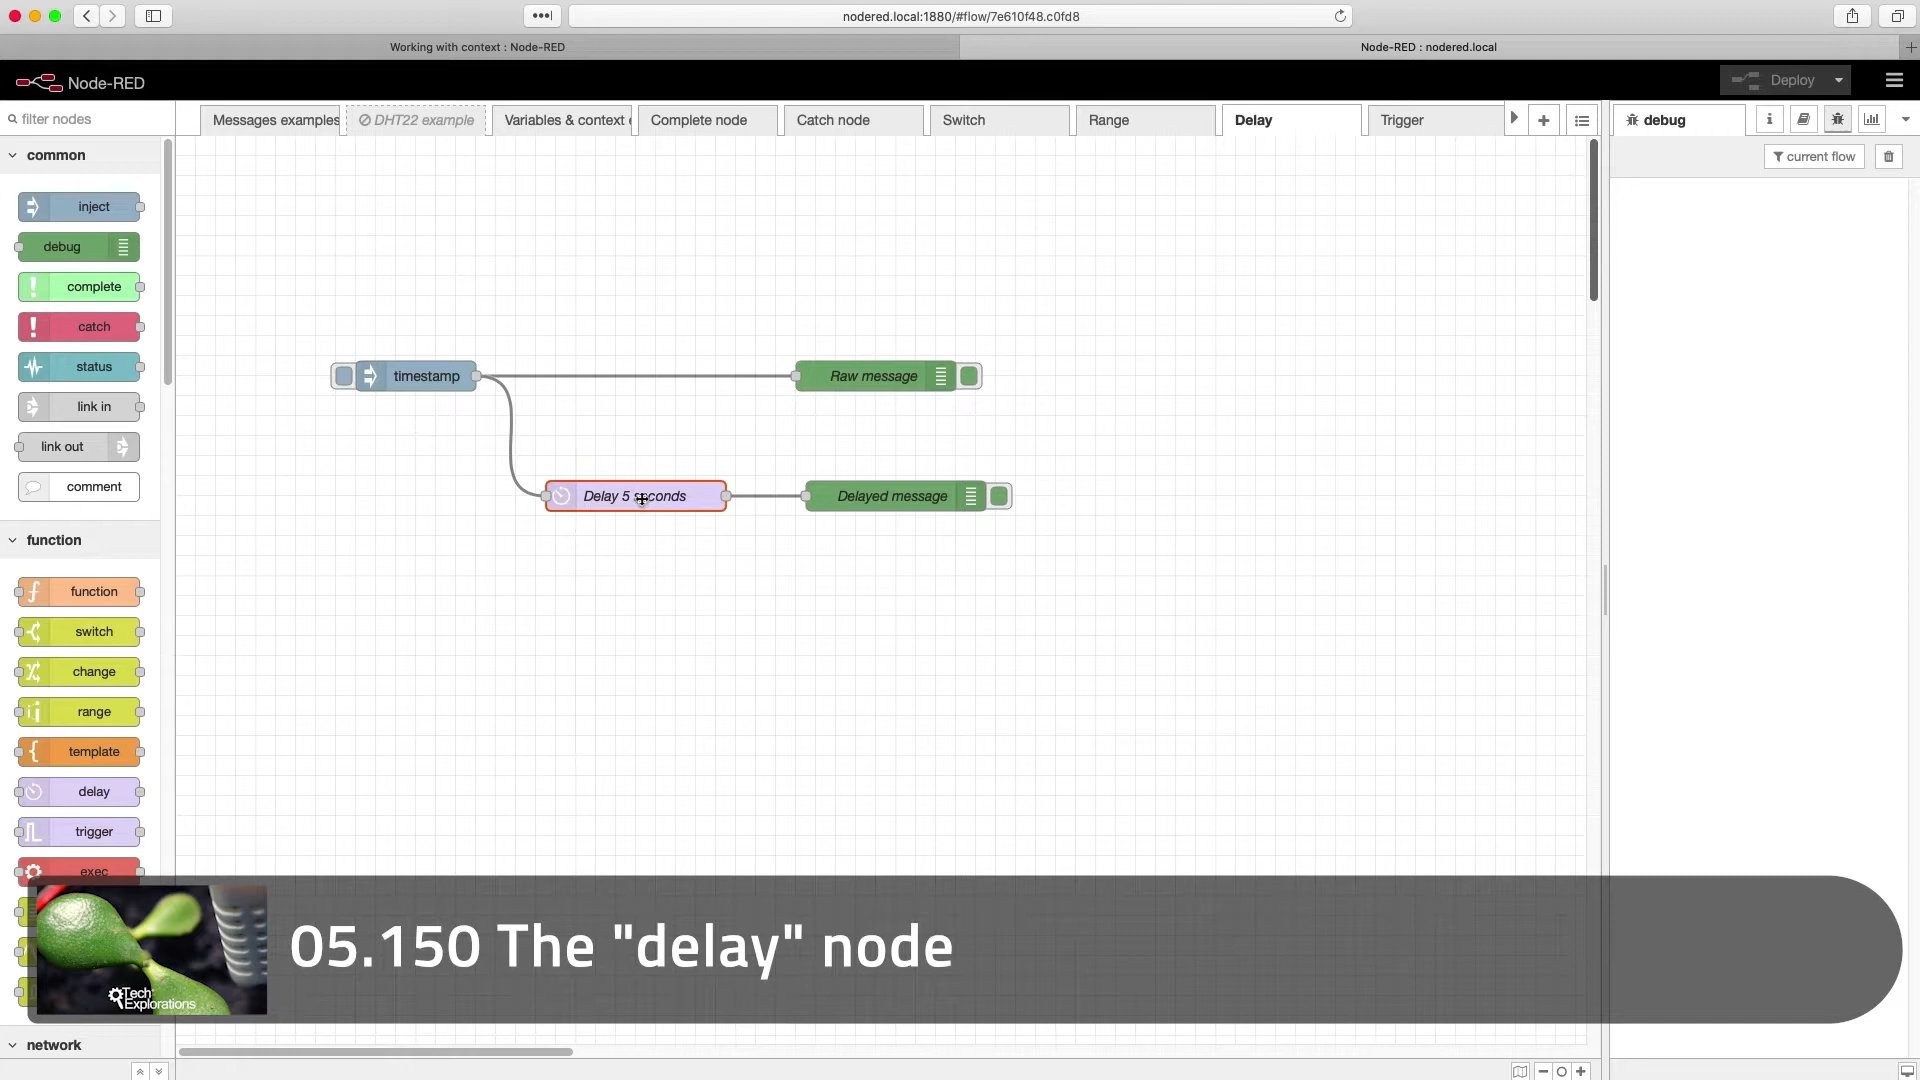 nodered.local:1880/#flow/7e610f48.c0fd8
Working with context : Node-RED
Node-RED : nodered.local
Node-RED
Deploy
filter nodes
Messages examples
DHT22 example
Variables & context
Complete node
Catch node
Switch
Range
Delay
Trigger
debug
i
current flow
common
inject
debug
complete
catch
status
link in
link out
comment
function
function
switch
change
range
template
delay
trigger
exec
network
timestamp
Raw message
Delay 5 seconds
Delayed message
05.150 The "delay" node
Tech
Explorations